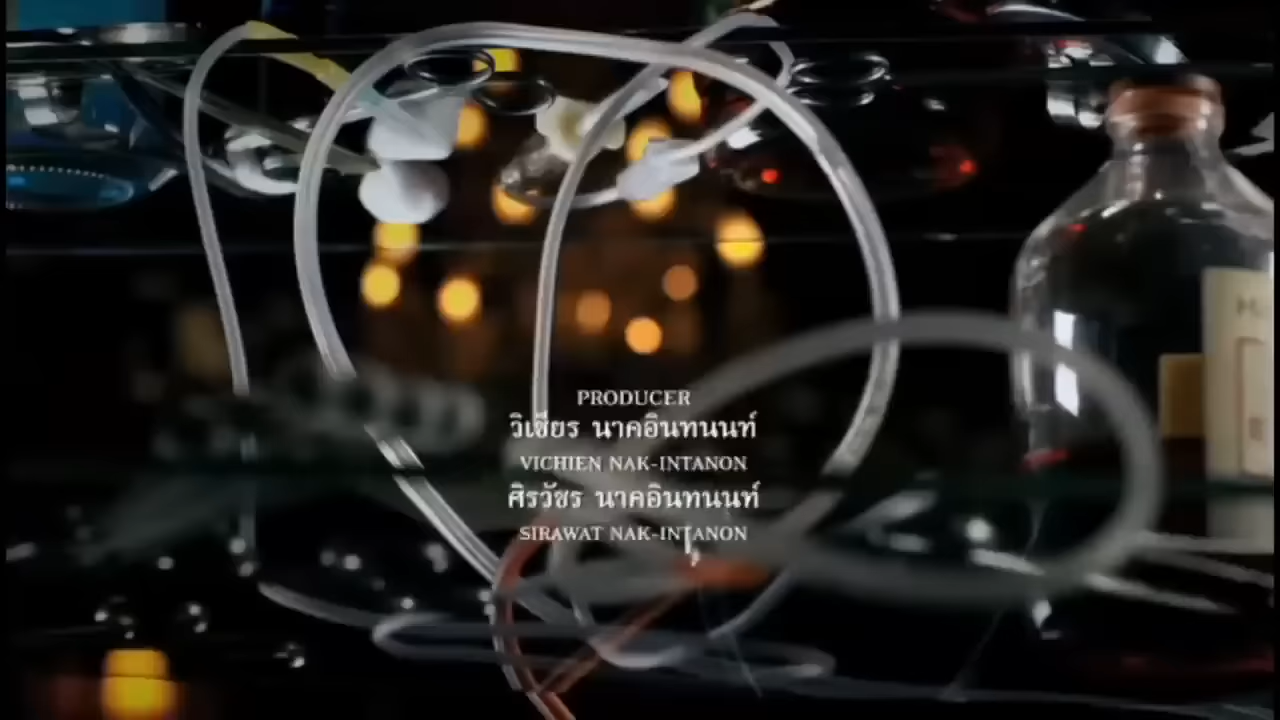 PRODUCER
วิเชียร นาคอินทนนท์
VICHIEN NAK-INTANON
ศิรวัชร นาคอินทนนท์
SIRAWAT NAK-INTANON